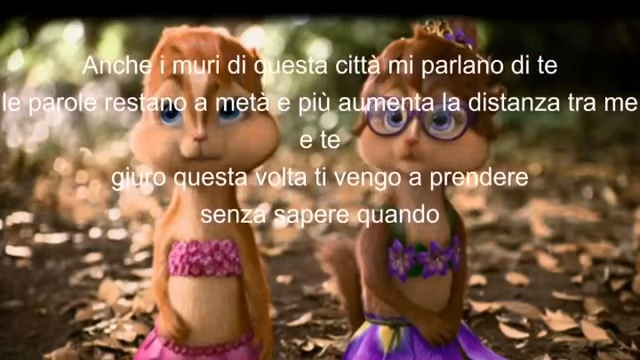 Anche i muri di questa città mi parlano di te
le parole restano a metà e più aumenta la distanza tra me
e te
giuro questa volta ti vengo a prendere
senza sapere quando